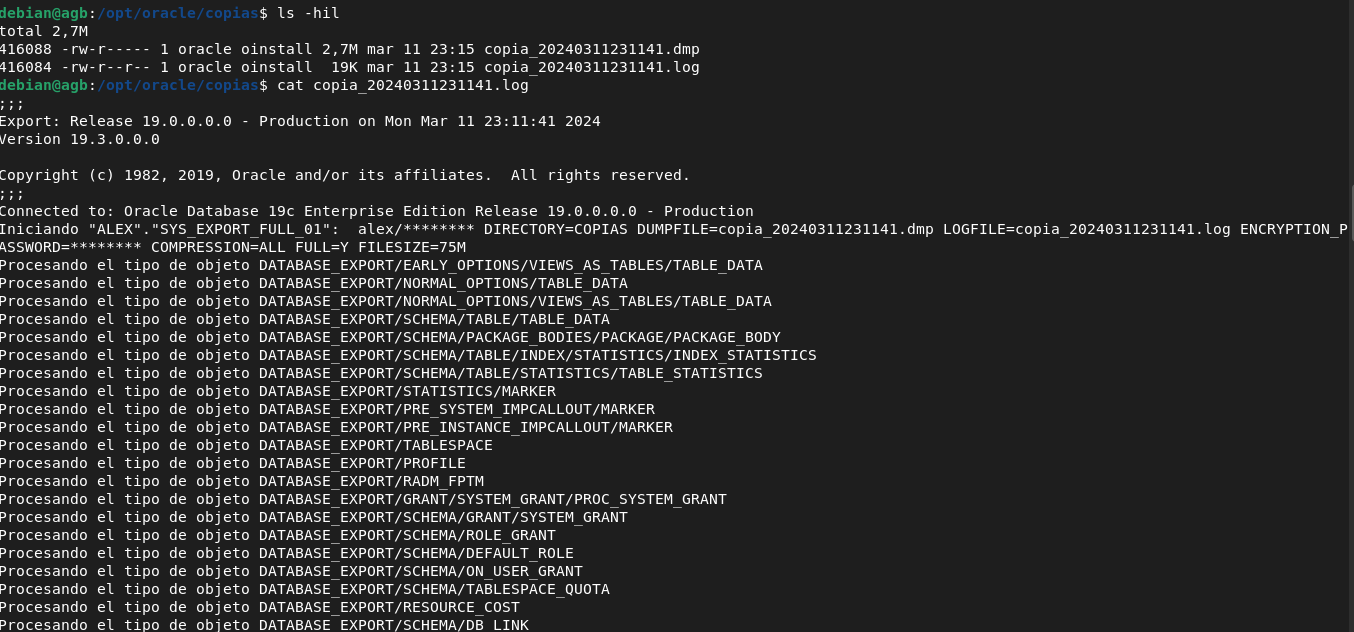 debian@agb:/opt/oracle/copias$ ls -hil
total 2,7M
416088 -rw-r----- 1 oracle oinstall 2,7M mar 11 23:15 copia_20240311231141.dmp
416084 -rw-r--r-- 1 oracle oinstall  19K mar 11 23:15 copia_20240311231141.log
debian@agb:/opt/oracle/copias$ cat copia_20240311231141.log
;;;
Export: Release 19.0.0.0.0 - Production on Mon Mar 11 23:11:41 2024
Version 19.3.0.0.0

Copyright (c) 1982, 2019, Oracle and/or its affiliates.  All rights reserved.
;;;
Connected to: Oracle Database 19c Enterprise Edition Release 19.0.0.0.0 - Production
Iniciando "ALEX"."SYS_EXPORT_FULL_01":  alex/******** DIRECTORY=COPIAS DUMPFILE=copia_20240311231141.dmp LOGFILE=copia_20240311231141.log ENCRYPTION_P
ASSWORD=******** COMPRESSION=ALL FULL=Y FILESIZE=75M
Procesando el tipo de objeto DATABASE_EXPORT/EARLY_OPTIONS/VIEWS_AS_TABLES/TABLE_DATA
Procesando el tipo de objeto DATABASE_EXPORT/NORMAL_OPTIONS/TABLE_DATA
Procesando el tipo de objeto DATABASE_EXPORT/NORMAL_OPTIONS/VIEWS_AS_TABLES/TABLE_DATA
Procesando el tipo de objeto DATABASE_EXPORT/SCHEMA/TABLE/TABLE_DATA
Procesando el tipo de objeto DATABASE_EXPORT/SCHEMA/PACKAGE_BODIES/PACKAGE/PACKAGE_BODY
Procesando el tipo de objeto DATABASE_EXPORT/SCHEMA/TABLE/INDEX/STATISTICS/INDEX_STATISTICS
Procesando el tipo de objeto DATABASE_EXPORT/SCHEMA/TABLE/STATISTICS/TABLE_STATISTICS
Procesando el tipo de objeto DATABASE_EXPORT/STATISTICS/MARKER
Procesando el tipo de objeto DATABASE_EXPORT/PRE_SYSTEM_IMPCALLOUT/MARKER
Procesando el tipo de objeto DATABASE_EXPORT/PRE_INSTANCE_IMPCALLOUT/MARKER
Procesando el tipo de objeto DATABASE_EXPORT/TABLESPACE
Procesando el tipo de objeto DATABASE_EXPORT/PROFILE
Procesando el tipo de objeto DATABASE_EXPORT/RADM_FPTM
Procesando el tipo de objeto DATABASE_EXPORT/GRANT/SYSTEM_GRANT/PROC_SYSTEM_GRANT
Procesando el tipo de objeto DATABASE_EXPORT/SCHEMA/GRANT/SYSTEM_GRANT
Procesando el tipo de objeto DATABASE_EXPORT/SCHEMA/ROLE_GRANT
Procesando el tipo de objeto DATABASE_EXPORT/SCHEMA/DEFAULT_ROLE
Procesando el tipo de objeto DATABASE_EXPORT/SCHEMA/ON_USER_GRANT
Procesando el tipo de objeto DATABASE_EXPORT/SCHEMA/TABLESPACE_QUOTA
Procesando el tipo de objeto DATABASE_EXPORT/RESOURCE_COST
Procesando el tipo de objeto DATABASE_EXPORT/SCHEMA/DB_LINK